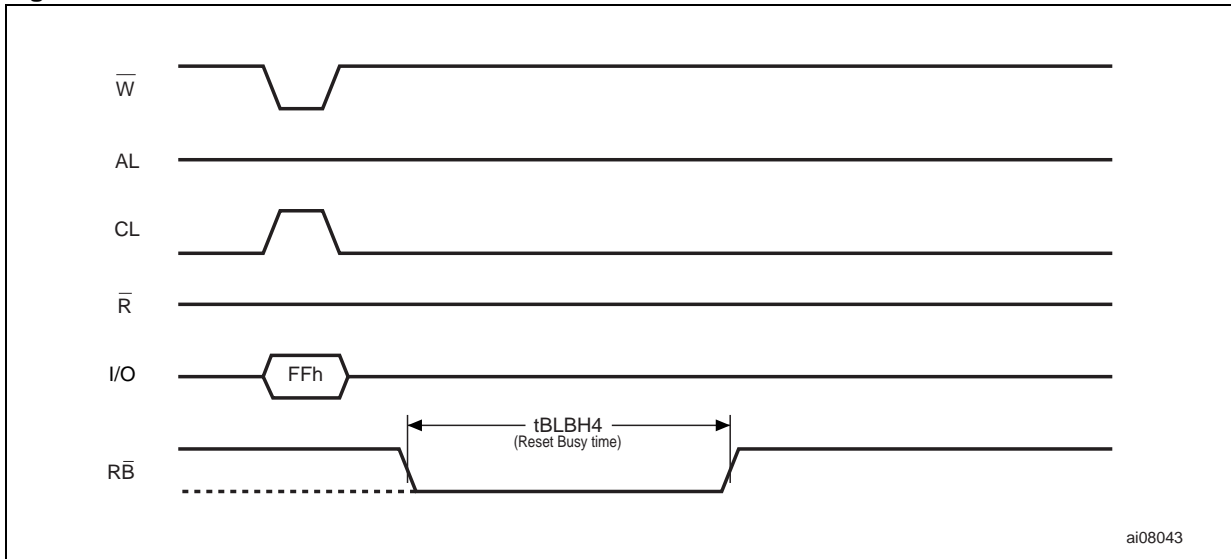 W̅
AL
CL
R̅
I/O
FFh
tBLBH4
(Reset Busy time)
RB̅
ai08043